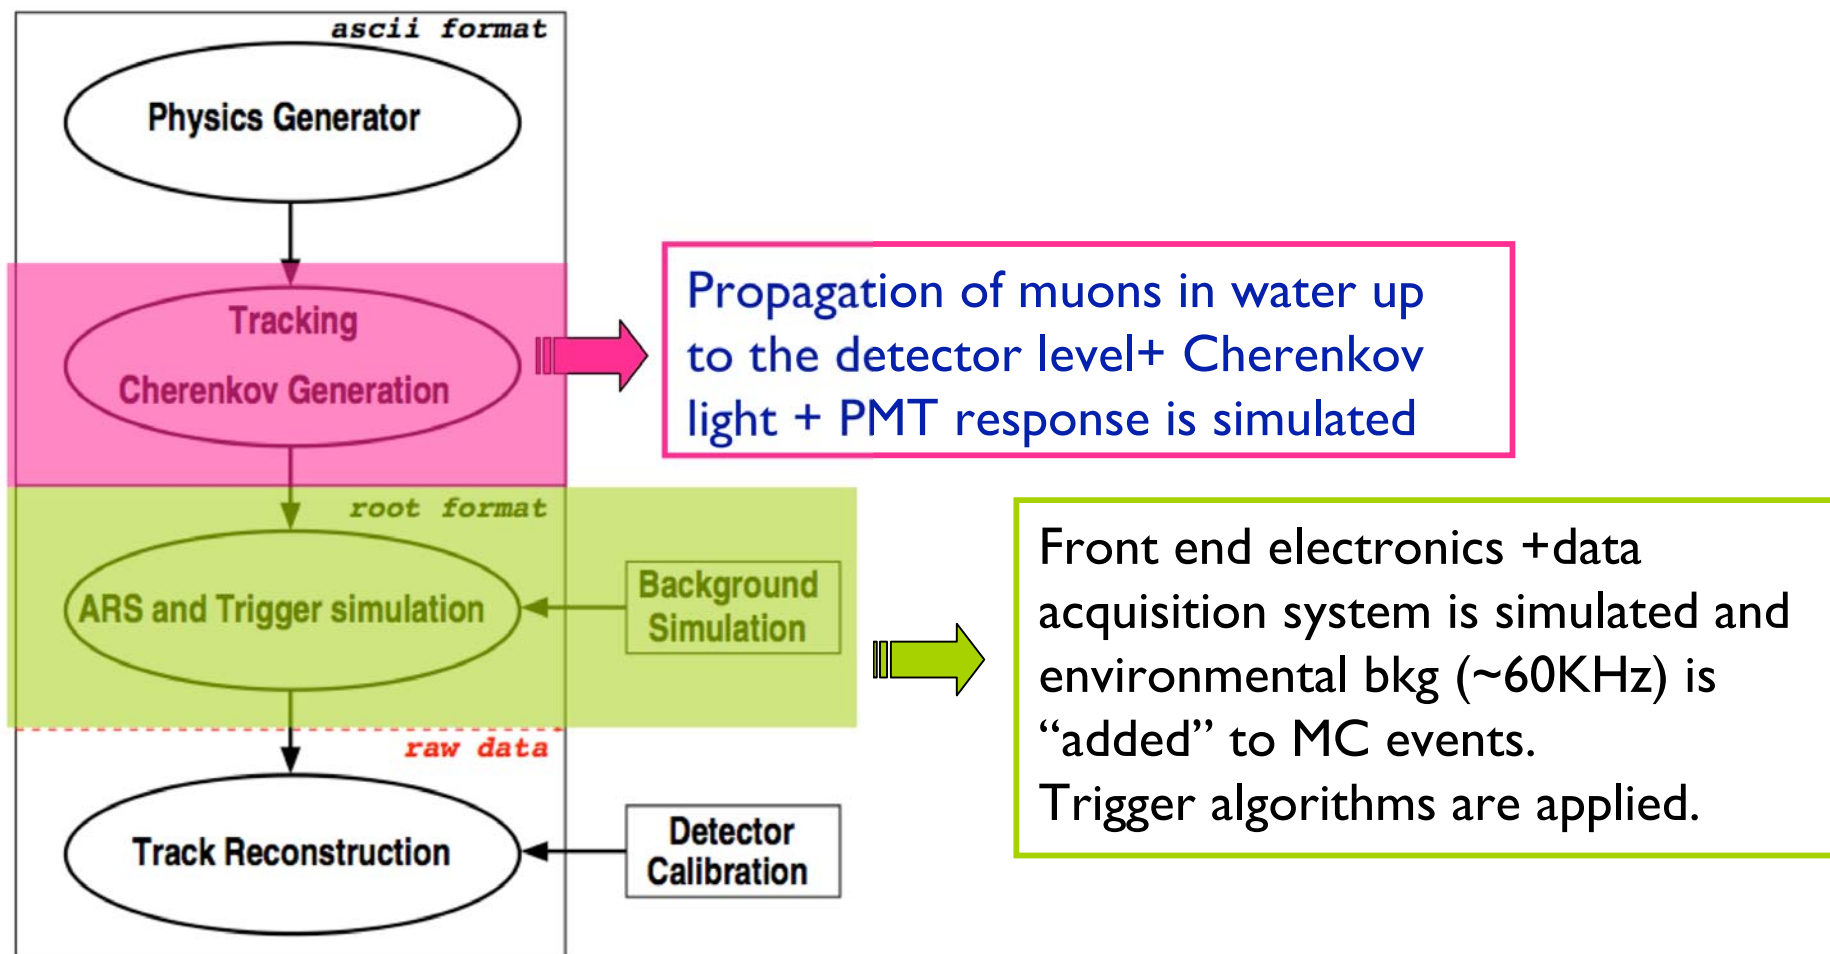 ascii format
Physics Generator
Tracking
Cherenkov Generation
Propagation of muons in water up
to the detector level+ Cherenkov
light + PMT response is simulated
root format
ARS and Trigger simulation
Background
Simulation
Front end electronics +data
acquisition system is simulated and
environmental bkg (~60KHz) is
“added” to MC events.
Trigger algorithms are applied.
raw data
Track Reconstruction
Detector
Calibration